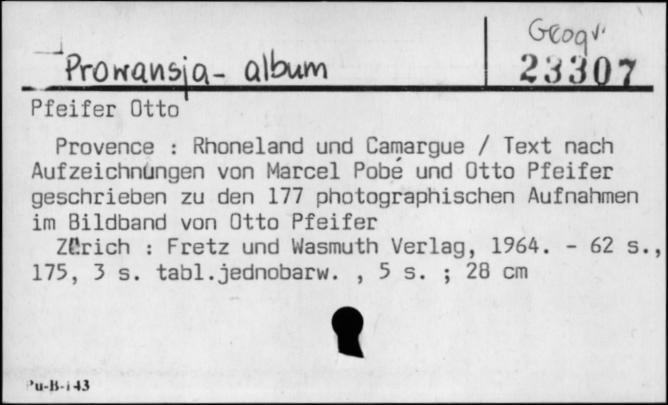 Geogr.
Prowansja - album
23307
Pfeifer Otto
Provence : Rhoneland und Camargue / Text nach
Aufzeichnungen von Marcel Pobé und Otto Pfeifer
geschrieben zu den 177 photographischen Aufnahmen
im Bildband von Otto Pfeifer
Zürich : Fretz und Wasmuth Verlag, 1964. - 62 s.,
175, 3 s. tabl.jednobarw. , 5 s. ; 28 cm
Pu-B-143